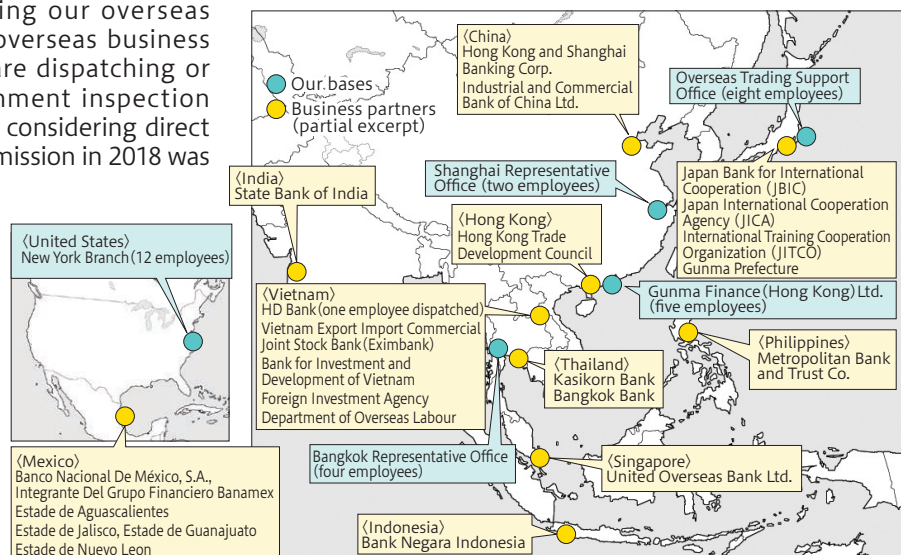 ing our overseas
overseas business
are dispatching or
nment inspection
considering direct
mission in 2018 was
Our bases
Business partners
(partial excerpt)
〈China〉
Hong Kong and Shanghai
Banking Corp.
Industrial and Commercial
Bank of China Ltd.
Overseas Trading Support
Office (eight employees)
〈India〉
State Bank of India
Shanghai Representative
Office (two employees)
Japan Bank for International
Cooperation (JBIC)
Japan International Cooperation
Agency (JICA)
International Training Cooperation
Organization (JITCO)
Gunma Prefecture
〈United States〉
New York Branch (12 employees)
〈Hong Kong〉
Hong Kong Trade
Development Council
Gunma Finance (Hong Kong) Ltd.
(five employees)
〈Vietnam〉
HD Bank (one employee dispatched)
Vietnam Export Import Commercial
Joint Stock Bank (Eximbank)
Bank for Investment and
Development of Vietnam
Foreign Investment Agency
Department of Overseas Labour
〈Philippines〉
Metropolitan Bank
and Trust Co.
〈Thailand〉
Kasikorn Bank
Bangkok Bank
Bangkok Representative Office
(four employees)
〈Singapore〉
United Overseas Bank Ltd.
〈Mexico〉
Banco Nacional De México, S.A.,
Integrante Del Grupo Financiero Banamex
Estado de Aguascalientes
Estado de Jalisco, Estado de Guanajuato
Estado de Nuevo Leon
〈Indonesia〉
Bank Negara Indonesia